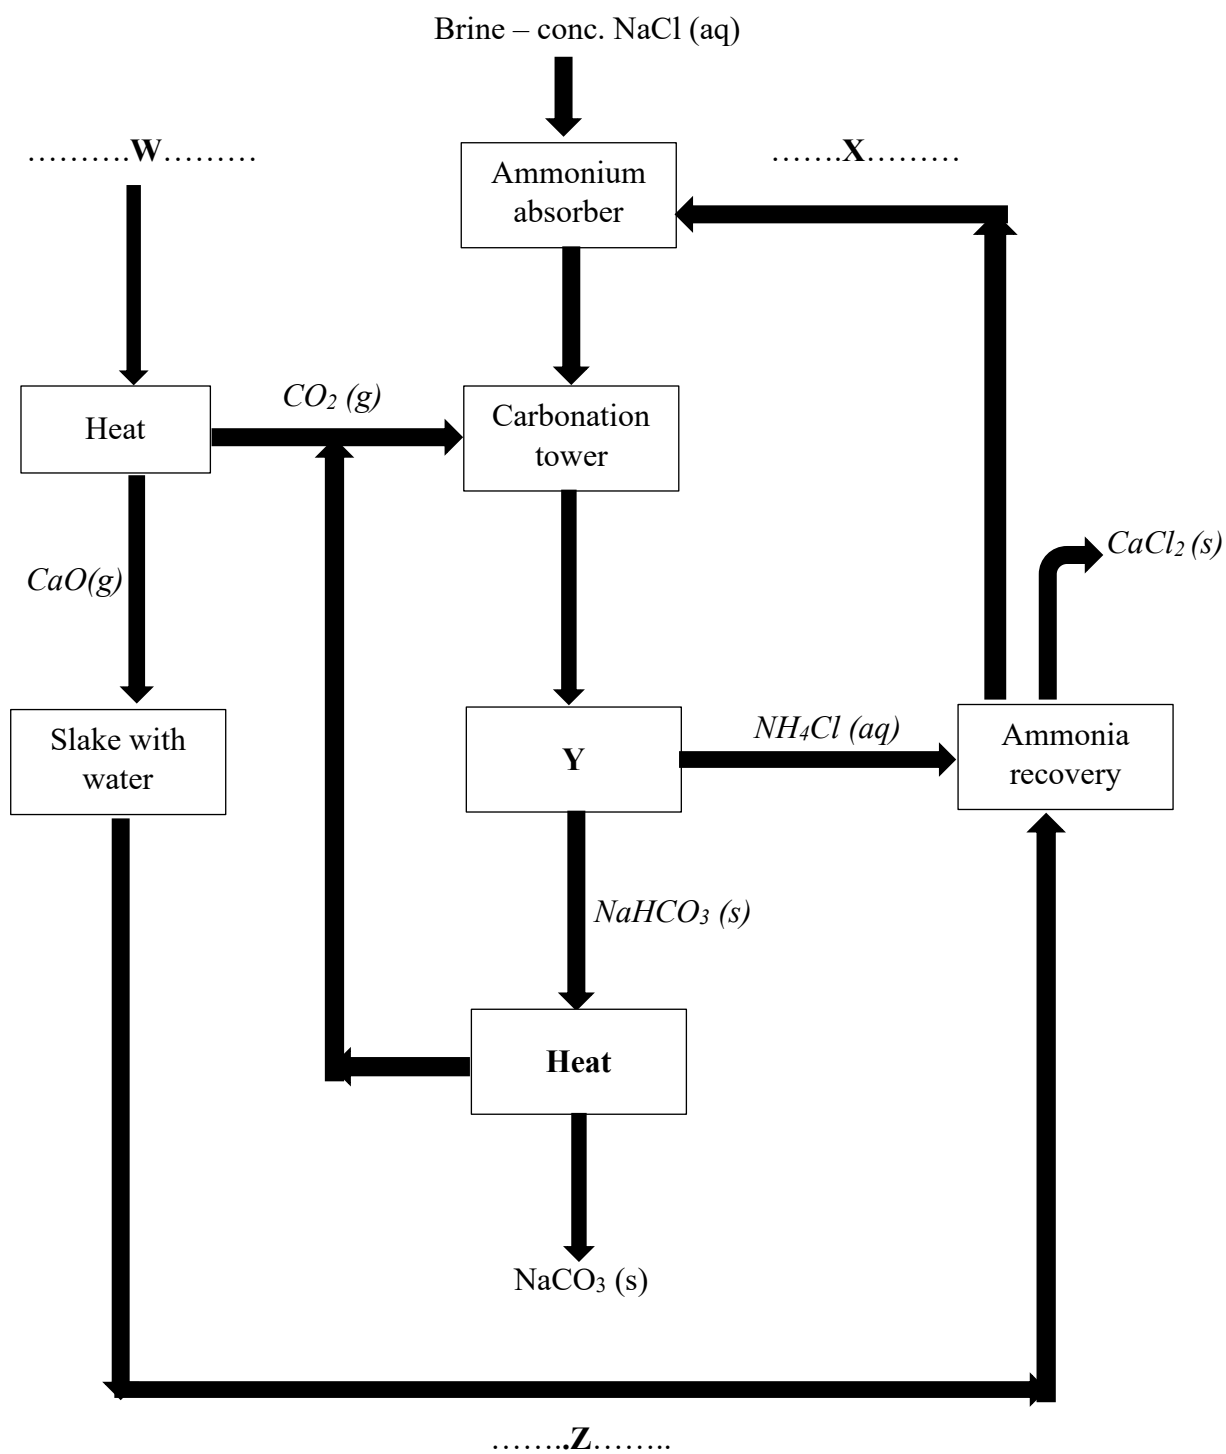 Brine – conc. NaCl (aq)
……….W………
…….X………
Ammonium
absorber
Heat
CO₂ (g)
Carbonation
tower
CaO(g)
CaCl₂ (s)
Slake with
water
Y
NH₄Cl (aq)
Ammonia
recovery
NaHCO₃ (s)
Heat
NaCO₃ (s)
……..Z……..